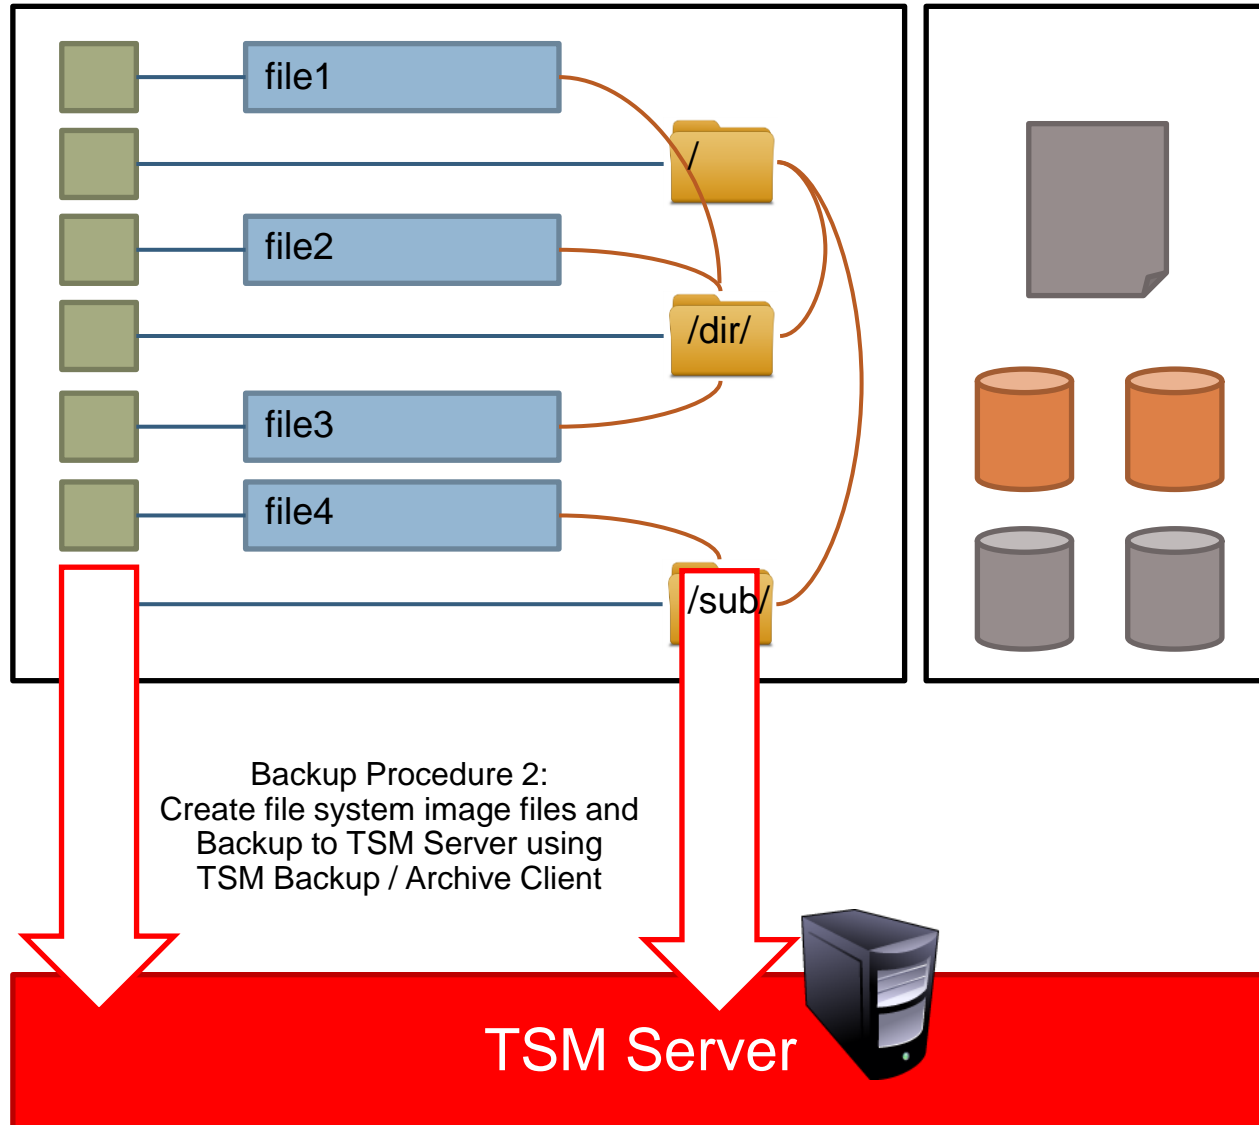 file1
/
file2
/dir/
file3
file4
/sub/
Backup Procedure 2:
Create file system image files and
Backup to TSM Server using
TSM Backup / Archive Client
TSM Server